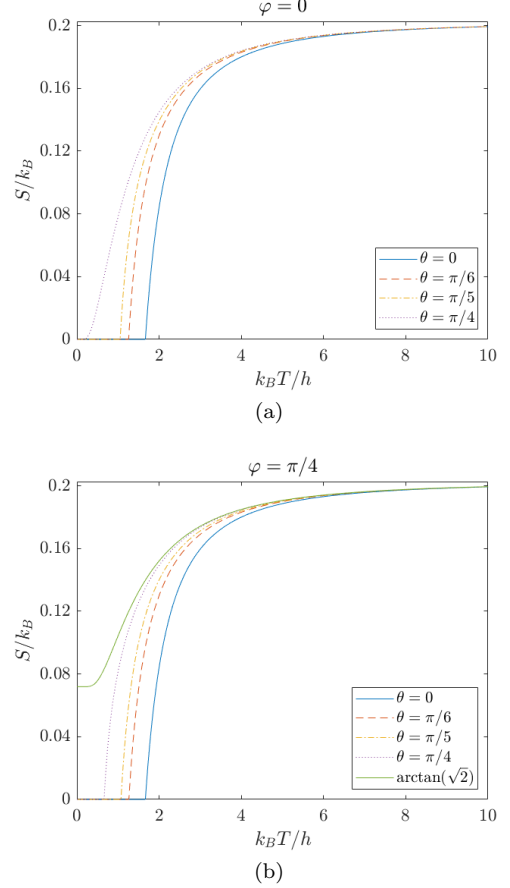 φ = 0
0.2
0.16
0.12
0.08
0.04
0
S/k_B
θ = 0
θ = π/6
θ = π/5
θ = π/4
0 2 4 6 8 10
k_BT/h
(a)
φ = π/4
0.2
0.16
0.12
0.08
0.04
0
S/k_B
θ = 0
θ = π/6
θ = π/5
θ = π/4
arctan(√2)
0 2 4 6 8 10
k_BT/h
(b)